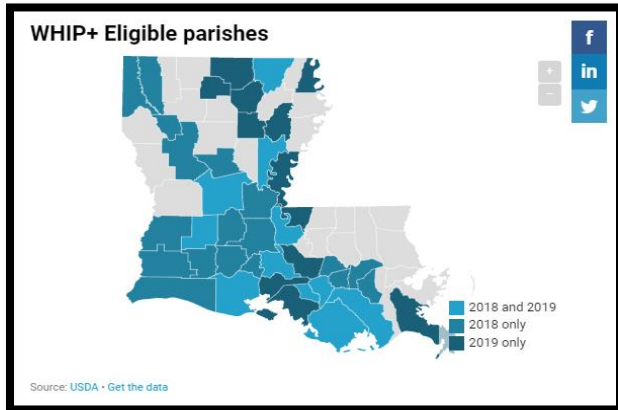 WHIP+ Eligible parishes
f
in
+
−
2018 and 2019
2018 only
2019 only
Source: USDA • Get the data